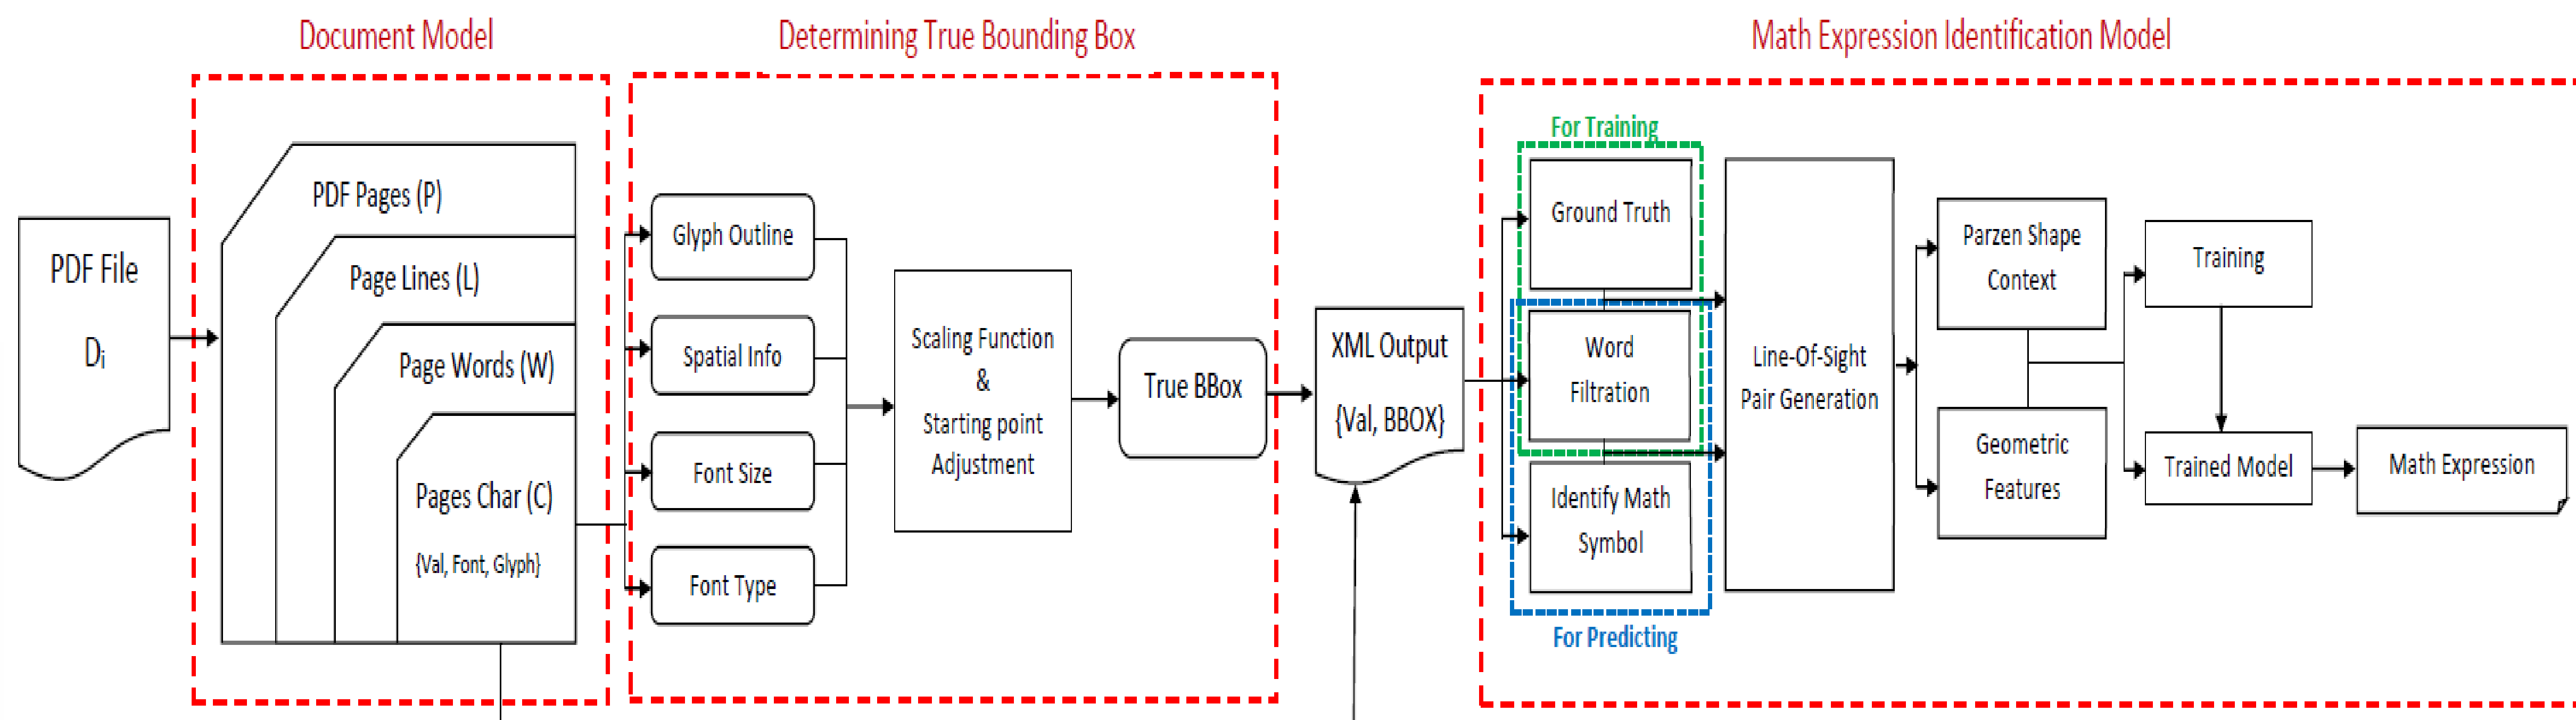 Document Model
Determining True Bounding Box
Math Expression Identification Model
PDF File
Di
PDF Pages (P)
Page Lines (L)
Page Words (W)
Pages Char (C)
{Val, Font, Glyph}
Glyph Outline
Spatial Info
Font Size
Font Type
Scaling Function
&
Starting point
Adjustment
True BBox
XML Output
{Val, BBOX}
For Training
Ground Truth
Word
Filtration
Identify Math
Symbol
For Predicting
Line-Of-Sight
Pair Generation
Parzen Shape
Context
Geometric
Features
Training
Trained Model
Math Expression